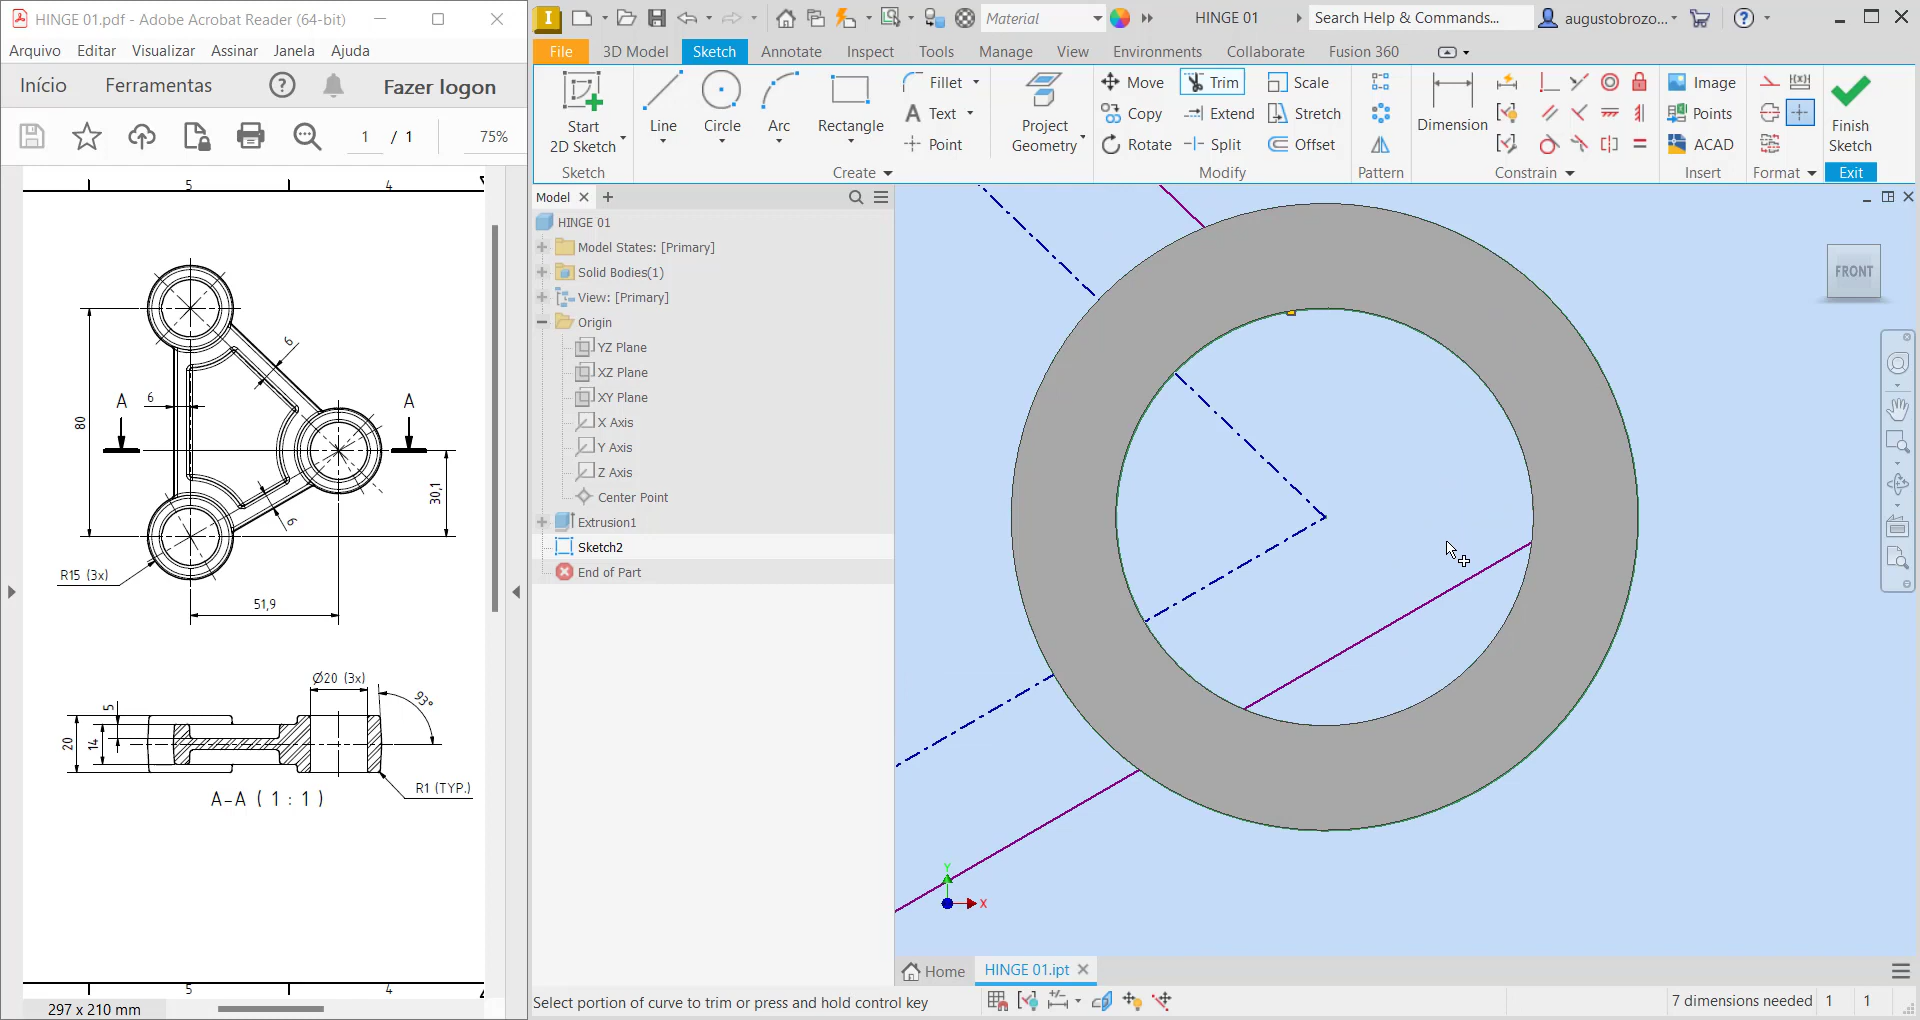 HINGE 01.pdf - Adobe Acrobat Reader (64-bit)
Arquivo Editar Visualizar Assinar Janela Ajuda
Início Ferramentas Fazer logon
1 / 1 75%
5 4
80
6
6
6
A A
30,1
R15 (3x)
51,9
Ø20 (3x)
93°
5
20
14
R1 (TYP.)
A-A ( 1 : 1 )
5 4
297 x 210 mm
Material
HINGE 01
Search Help & Commands...
augustobrozo...
File 3D Model Sketch Annotate Inspect Tools Manage View Environments Collaborate Fusion 360
Start
2D Sketch
Line
Circle
Arc
Rectangle
Fillet
Text
Point
Project
Geometry
Move
Copy
Rotate
Trim
Extend
Split
Scale
Stretch
Offset
Dimension
Image
Points
ACAD
Finish
Sketch
Sketch Create Modify Pattern Constrain Insert Format Exit
Model
HINGE 01
Model States: [Primary]
Solid Bodies(1)
View: [Primary]
Origin
YZ Plane
XZ Plane
XY Plane
X Axis
Y Axis
Z Axis
Center Point
Extrusion1
Sketch2
End of Part
FRONT
Y
X
Home HINGE 01.ipt
Select portion of curve to trim or press and hold control key
7 dimensions needed 1 1